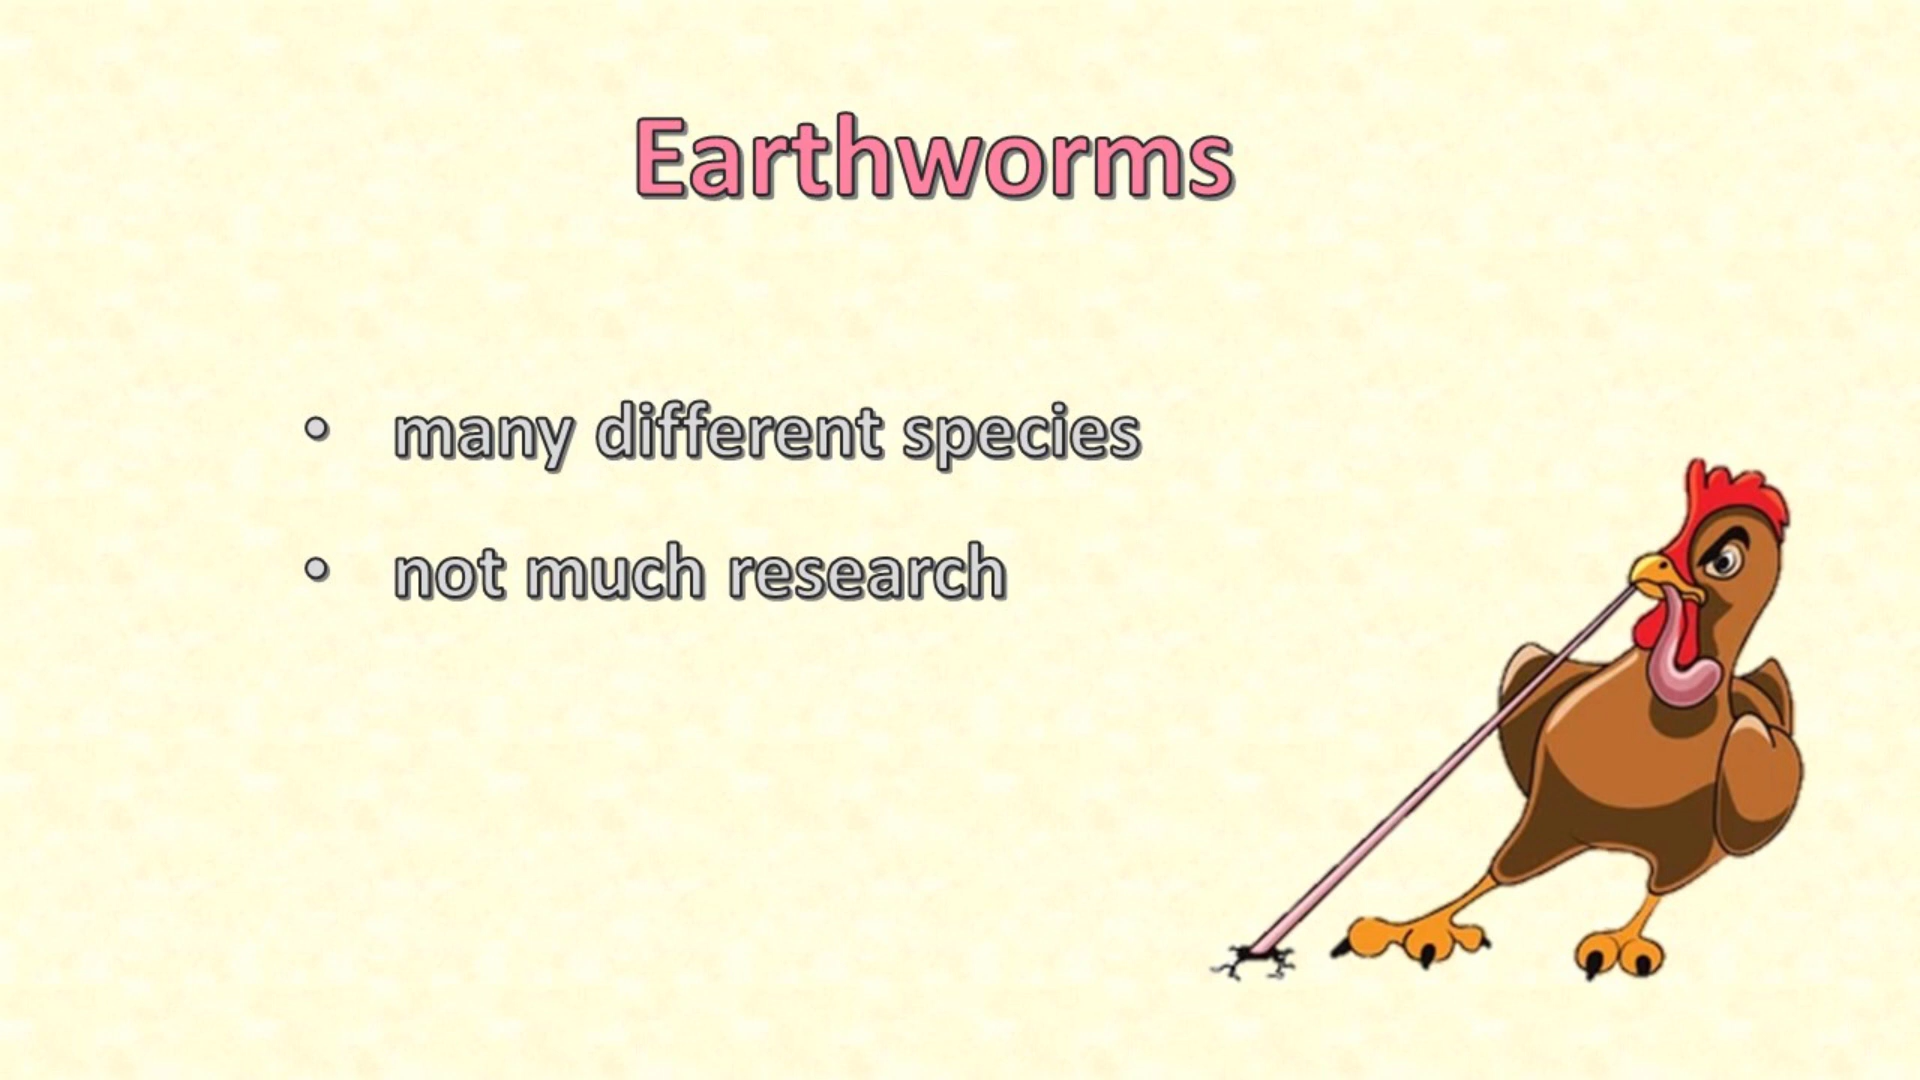 Earthworms
• many different species
• not much research